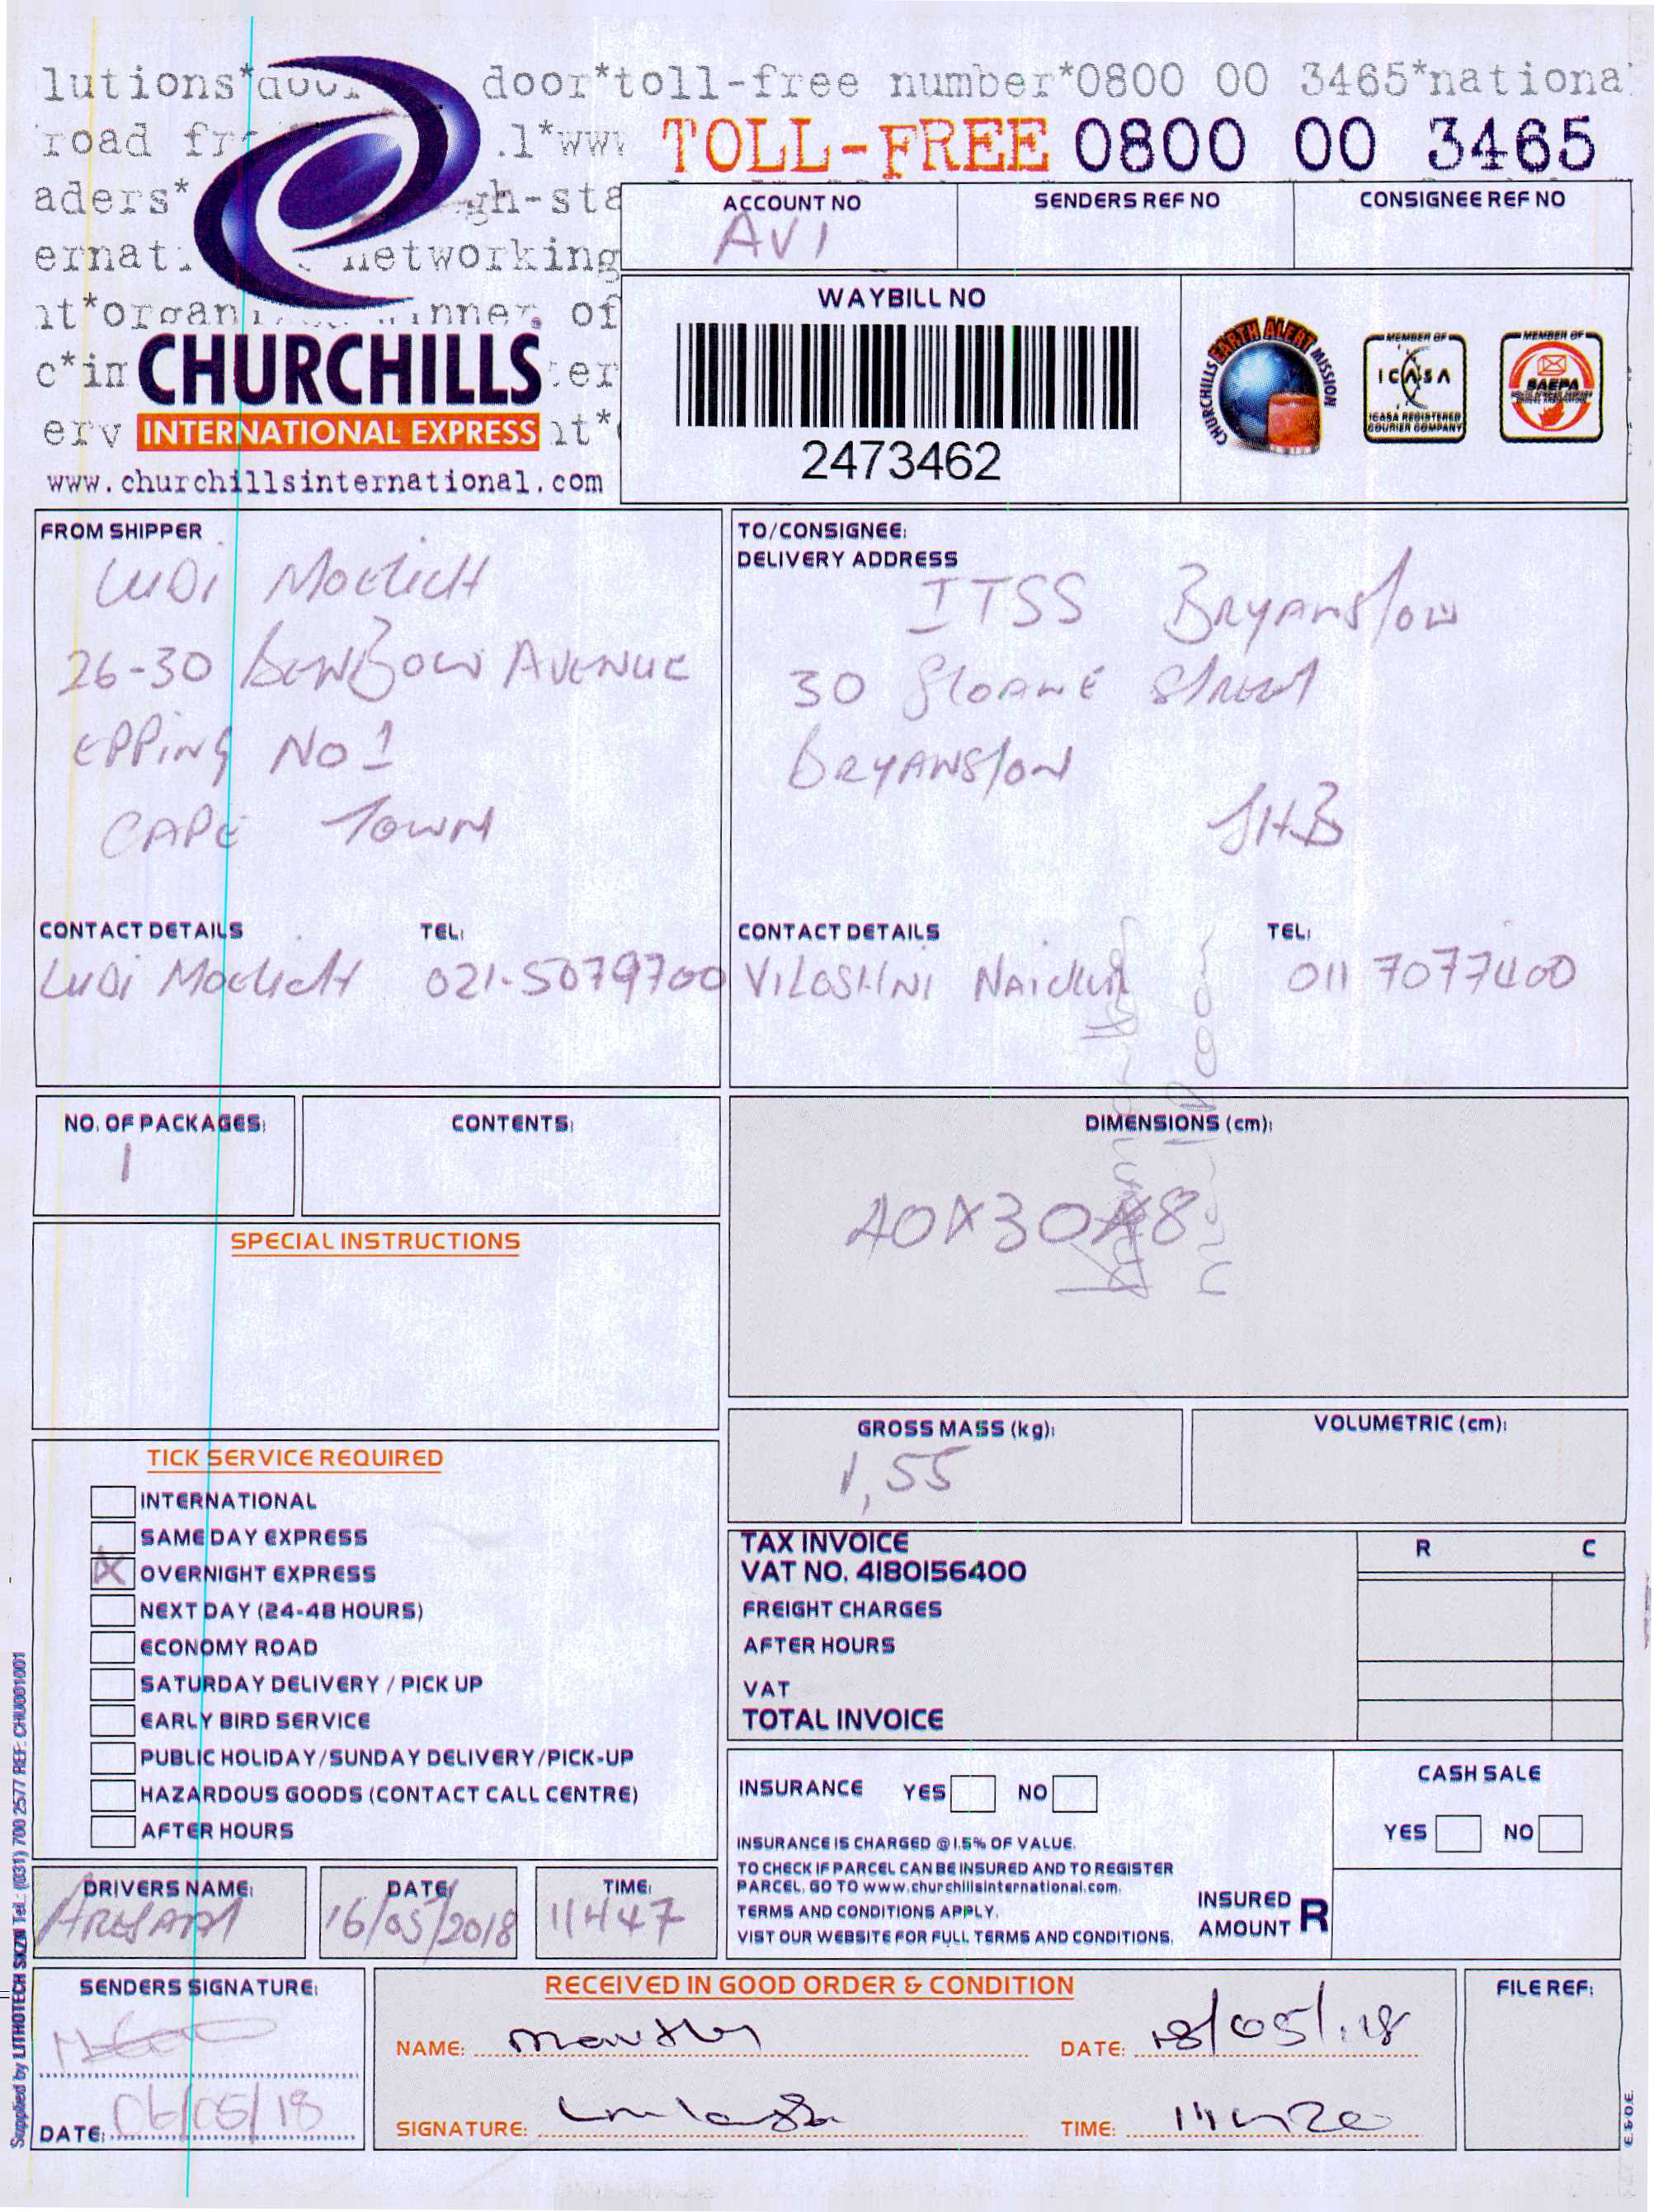 lutions*door door*toll-free number*0800 00 3465*nationa
road fr .l*www TOLL-FREE 0800 00 3465
aders* gh-sta
ernati networking
nt*organi inner of
c*in ter
erv nt*
CHURCHILLS
INTERNATIONAL EXPRESS
www.churchillsinternational.com
ACCOUNT NO SENDERS REF NO CONSIGNEE REF NO
AVI
WAYBILL NO
2473462
CHURCHILLS EARTH ALERT MISSION
MEMBER OF
ICASA
ICASA REGISTERED
COURIER COMPANY
MEMBER OF
SAEPA
FROM SHIPPER
LUDI MOELICH
26-30 BENBOW AVENUE
EPPING NO 1
CAPE TOWN
CONTACT DETAILS TEL:
LUDI MOELICH 021-5079700
TO/CONSIGNEE:
DELIVERY ADDRESS
ITSS BRYANSTON
30 SLOANE STREET
BRYANSTON
JHB
CONTACT DETAILS TEL:
VILOSHNI NAICKER 011 7077400
NO. OF PACKAGES: CONTENTS:
1
SPECIAL INSTRUCTIONS
DIMENSIONS (cm):
40X30X8
GROSS MASS (kg): VOLUMETRIC (cm):
1,55
TICK SERVICE REQUIRED
INTERNATIONAL
SAME DAY EXPRESS
X OVERNIGHT EXPRESS
NEXT DAY (24-48 HOURS)
ECONOMY ROAD
SATURDAY DELIVERY / PICK UP
EARLY BIRD SERVICE
PUBLIC HOLIDAY/SUNDAY DELIVERY/PICK-UP
HAZARDOUS GOODS (CONTACT CALL CENTRE)
AFTER HOURS
TAX INVOICE R C
VAT NO. 4180156400
FREIGHT CHARGES
AFTER HOURS
VAT
TOTAL INVOICE
INSURANCE YES NO
INSURANCE IS CHARGED @1.5% OF VALUE.
TO CHECK IF PARCEL CAN BE INSURED AND TO REGISTER
PARCEL, GO TO www.churchillsinternational.com.
TERMS AND CONDITIONS APPLY.
VIST OUR WEBSITE FOR FULL TERMS AND CONDITIONS.
INSURED
AMOUNT R
CASH SALE
YES NO
DRIVERS NAME: DATE: TIME:
16/05/2018 11H47
SENDERS SIGNATURE:
DATE: 06/05/18
RECEIVED IN GOOD ORDER & CONDITION
NAME: DATE: 18/05/18
SIGNATURE: TIME: 11h20
FILE REF:
E.&O.E.
Supplied by LITHOTECH SKZN Tel.: (031) 700 2577 REF: CHU001001